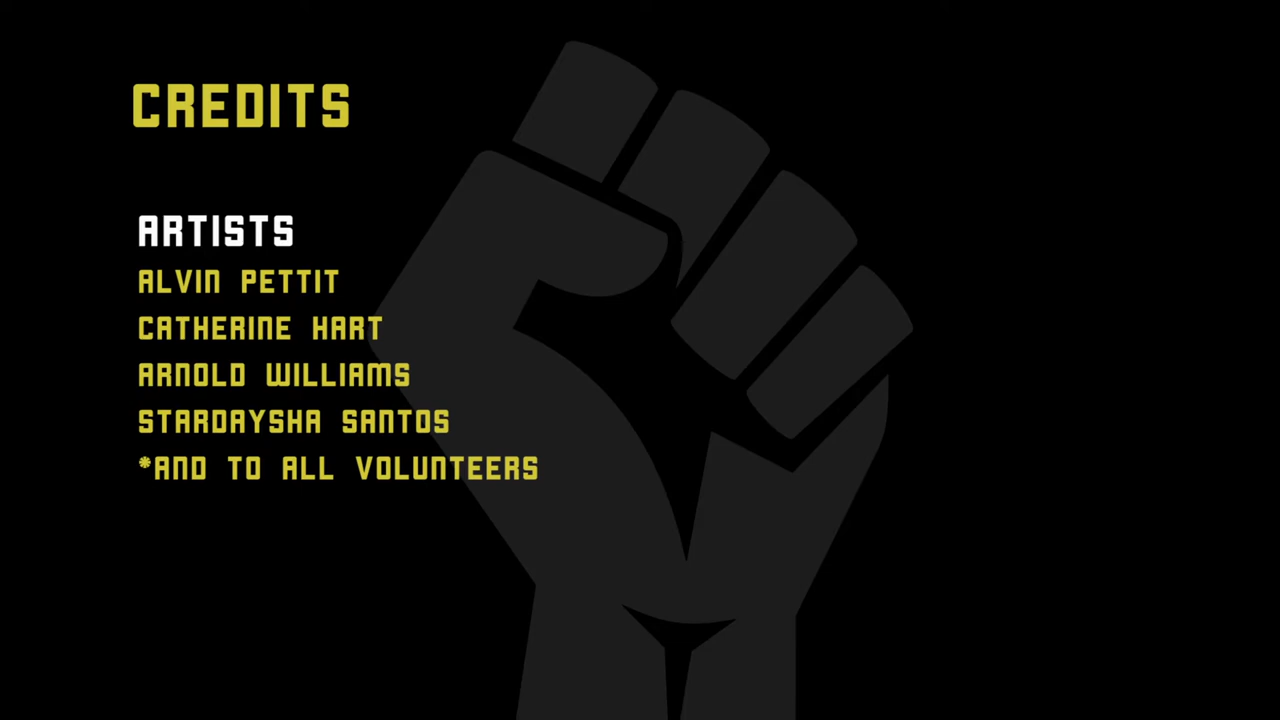 CREDITS
ARTISTS
ALVIN PETTIT
CATHERINE HART
ARNOLD WILLIAMS
STARDAYSHA SANTOS
*AND TO ALL VOLUNTEERS